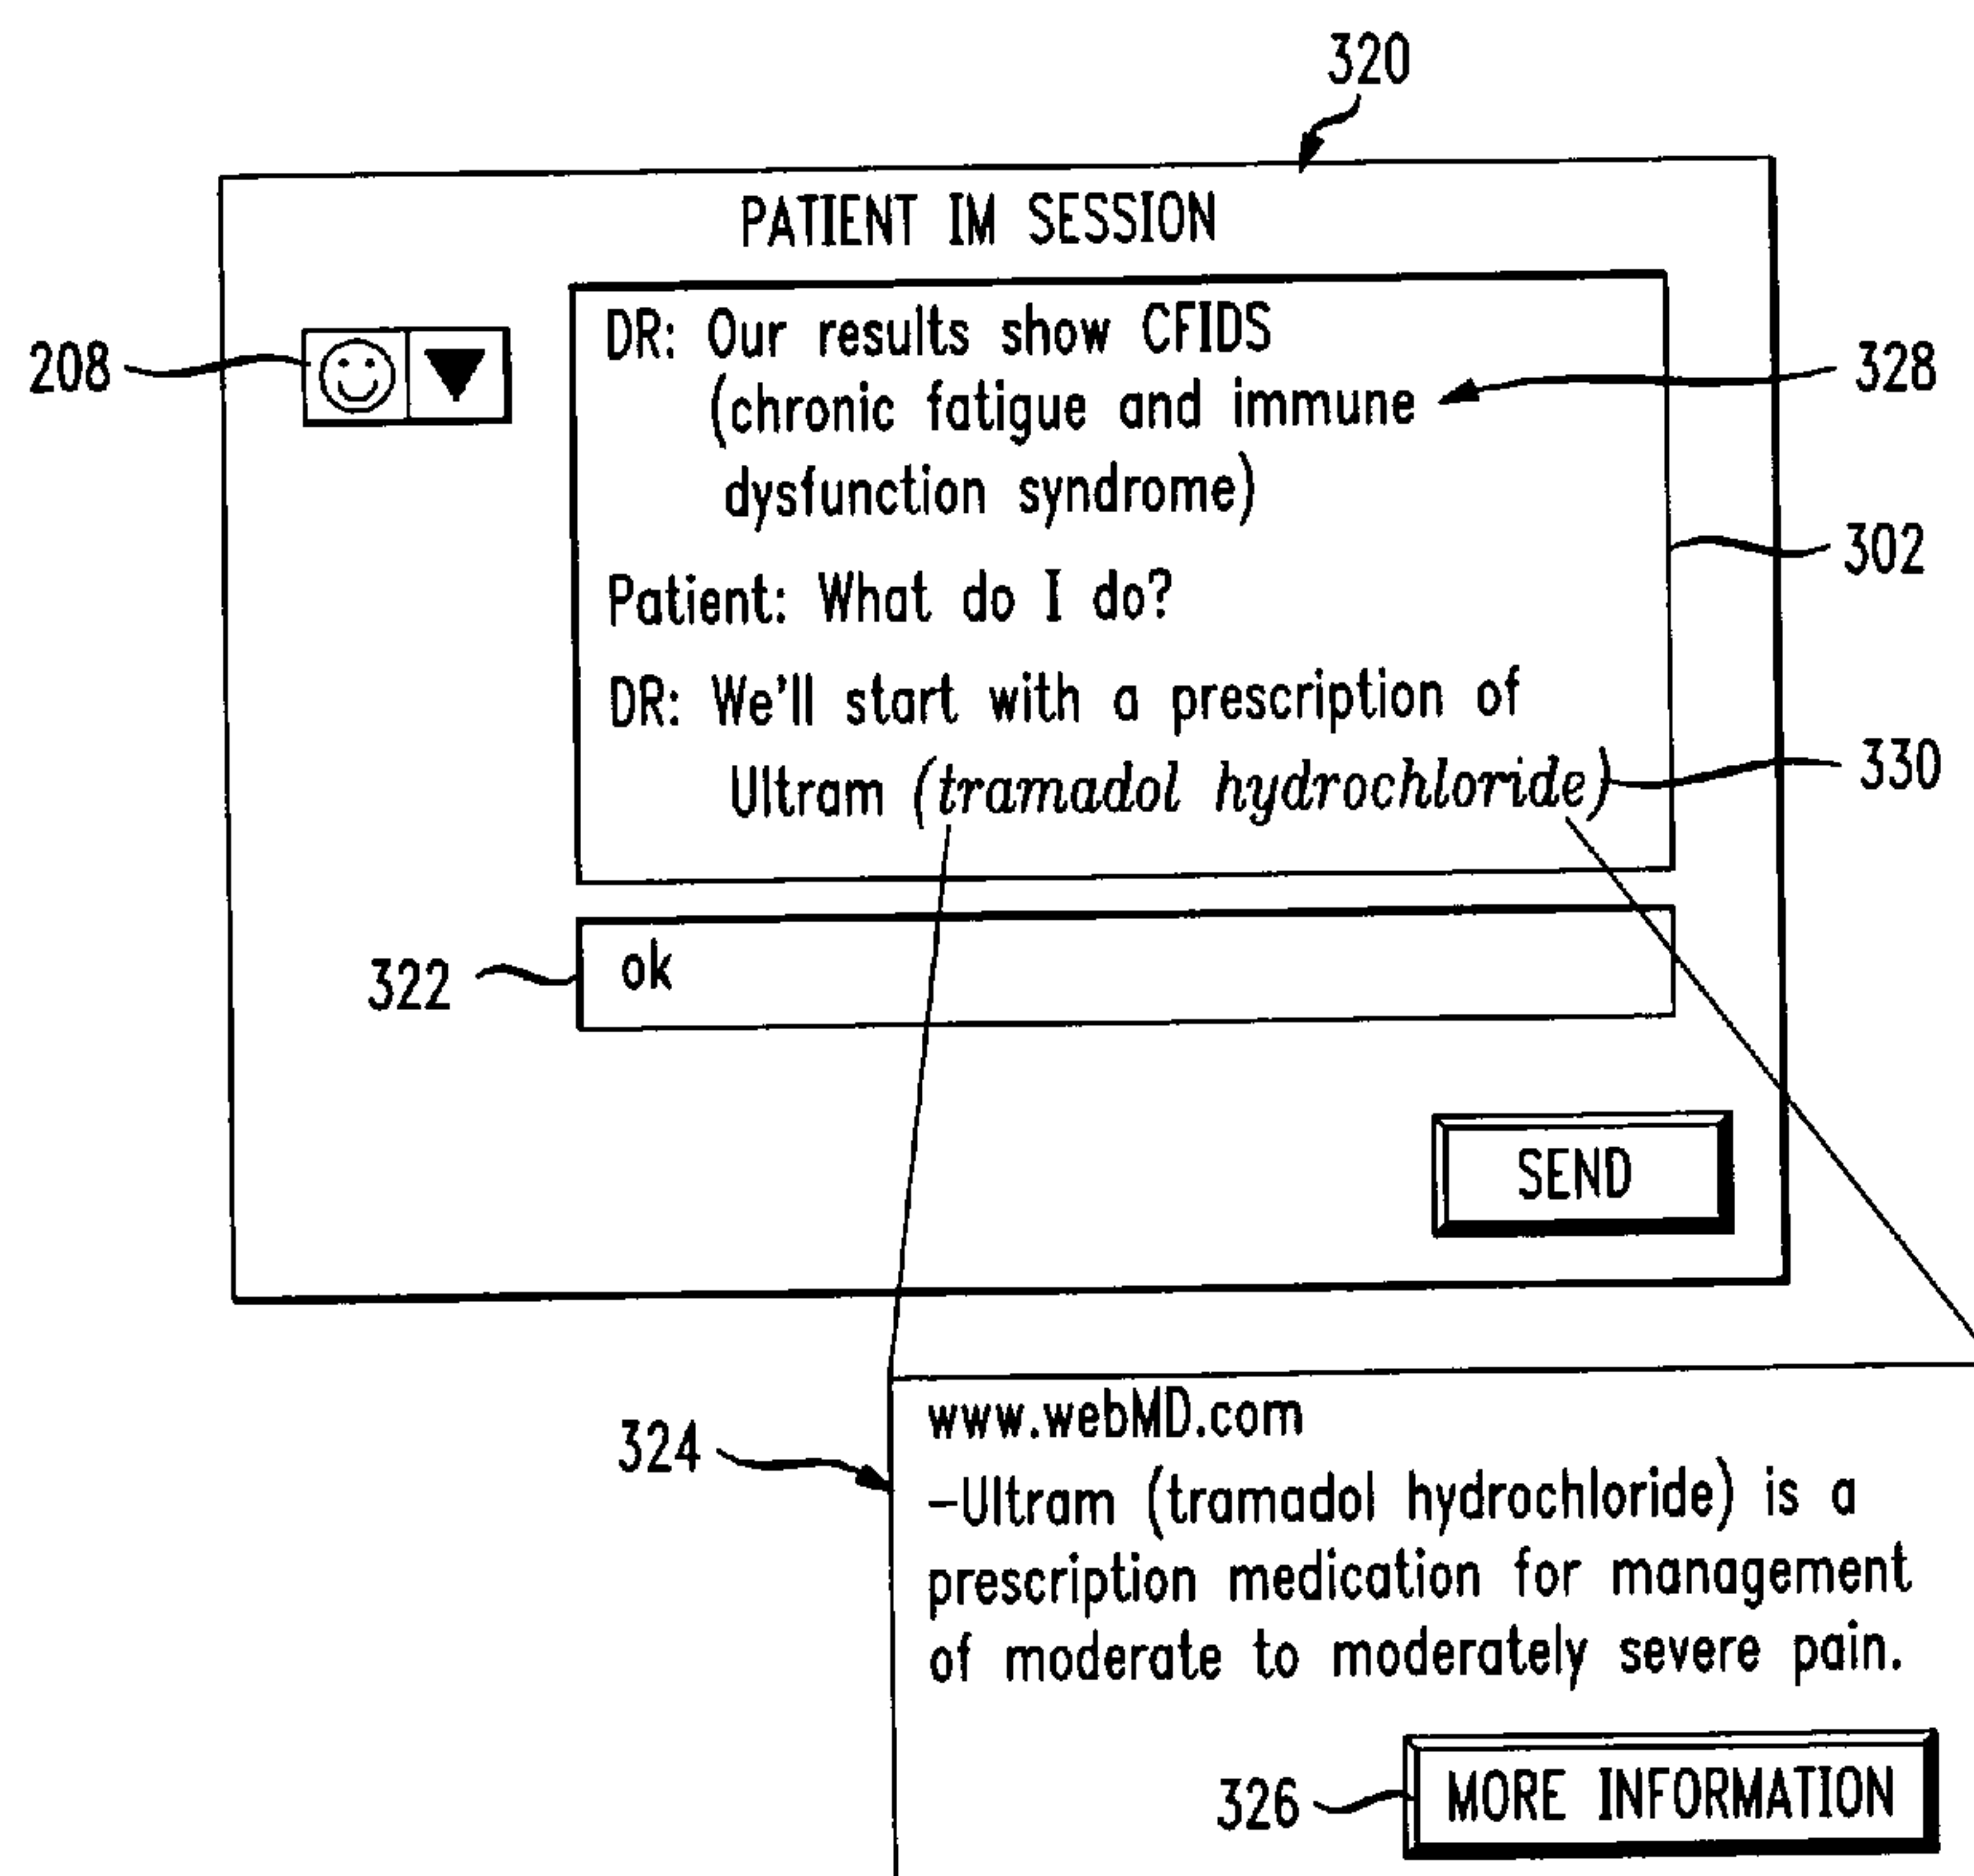 320
PATIENT IM SESSION
208
DR: Our results show CFIDS
(chronic fatigue and immune
dysfunction syndrome)
328
302
Patient: What do I do?
DR: We'll start with a prescription of
Ultram (tramadol hydrochloride)
330
322
ok
SEND
324
www.webMD.com
-Ultram (tramadol hydrochloride) is a
prescription medication for management
of moderate to moderately severe pain.
326
MORE INFORMATION